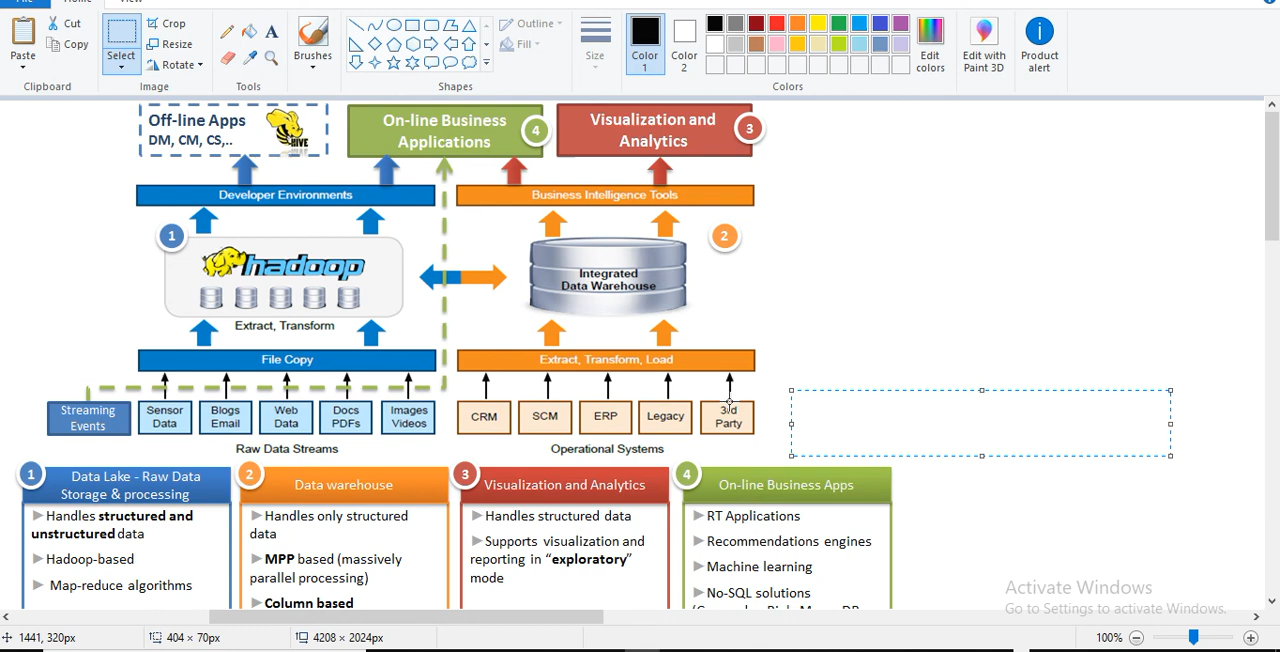 File
Home
View
Paste
Cut
Copy
Clipboard
Select
Crop
Resize
Rotate
Image
Tools
Brushes
Shapes
Outline
Fill
Size
Color
1
Color
2
Colors
Edit
colors
Edit with
Paint 3D
Product
alert
Off-line Apps
DM, CM, CS,..
HIVE
On-line Business
Applications
4
Visualization and
Analytics
3
Developer Environments
Business Intelligence Tools
1
hadoop
2
Integrated
Data Warehouse
Extract, Transform
File Copy
Extract, Transform, Load
Streaming
Events
Sensor
Data
Blogs
Email
Web
Data
Docs
PDFs
Images
Videos
CRM
SCM
ERP
Legacy
3rd
Party
Raw Data Streams
Operational Systems
1
Data Lake - Raw Data
Storage & processing
Handles structured and
unstructured data
Hadoop-based
Map-reduce algorithms
2
Data warehouse
Handles only structured
data
MPP based (massively
parallel processing)
Column based
3
Visualization and Analytics
Handles structured data
Supports visualization and
reporting in “exploratory”
mode
4
On-line Business Apps
RT Applications
Recommendations engines
Machine learning
No-SQL solutions
Activate Windows
Go to Settings to activate Windows.
1441, 320px
404 × 70px
4208 × 2024px
100%